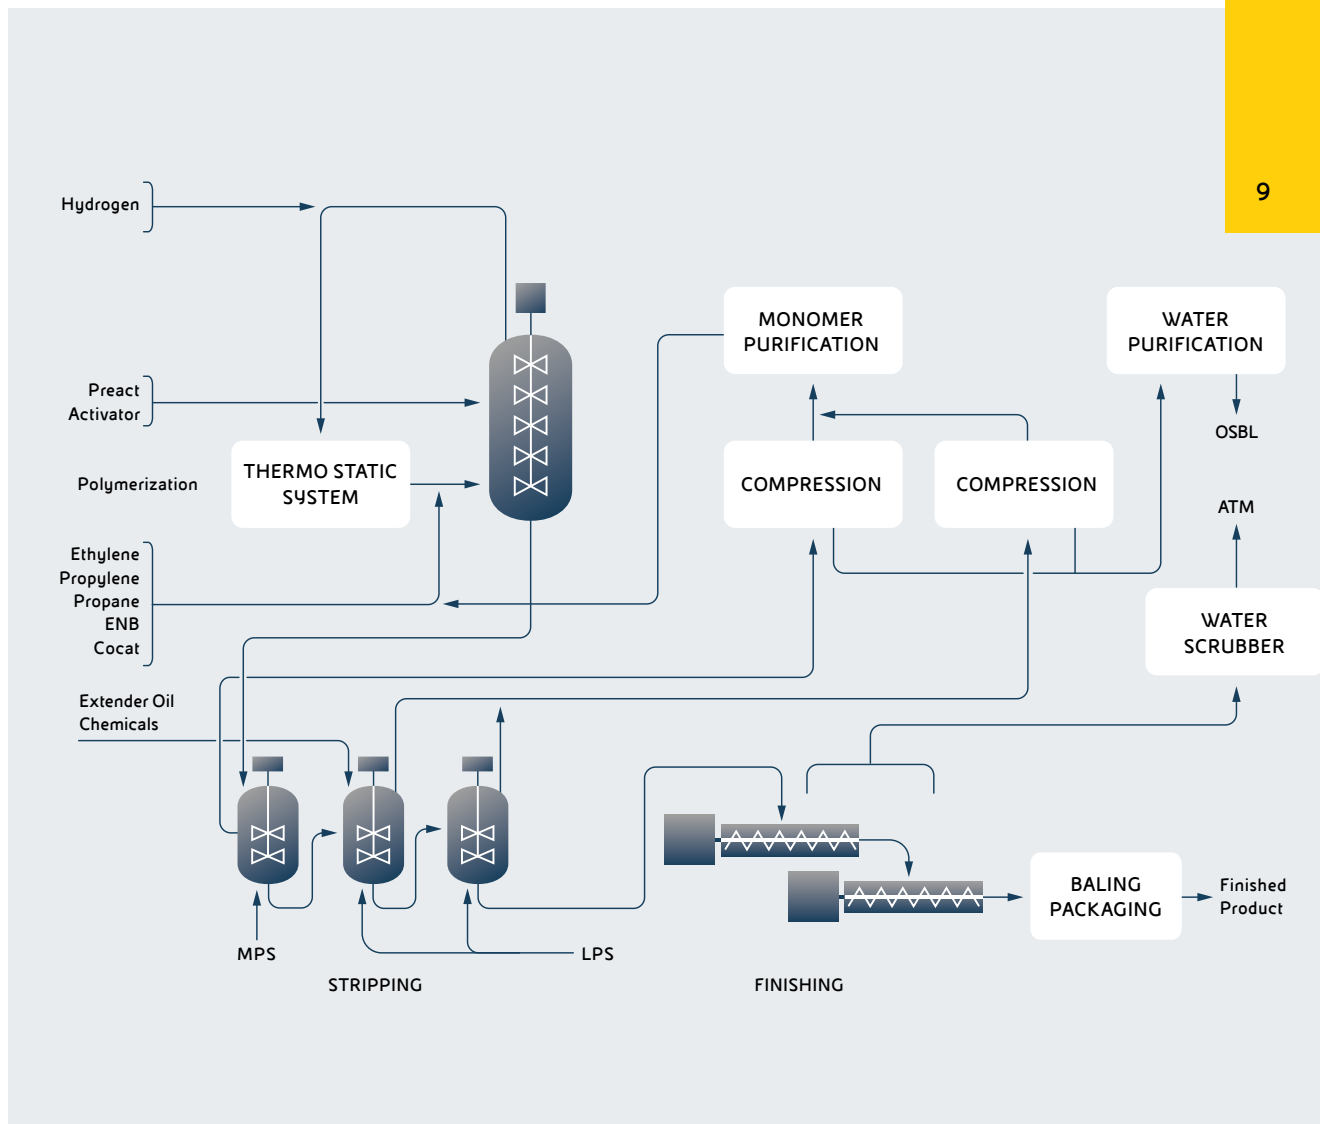 9
Hydrogen
Preact
Activator
Polymerization
THERMO STATIC
SYSTEM
Ethylene
Propylene
Propane
ENB
Cocat
Extender Oil
Chemicals
MONOMER
PURIFICATION
WATER
PURIFICATION
OSBL
COMPRESSION
COMPRESSION
ATM
WATER
SCRUBBER
MPS
LPS
STRIPPING
FINISHING
BALING
PACKAGING
Finished
Product